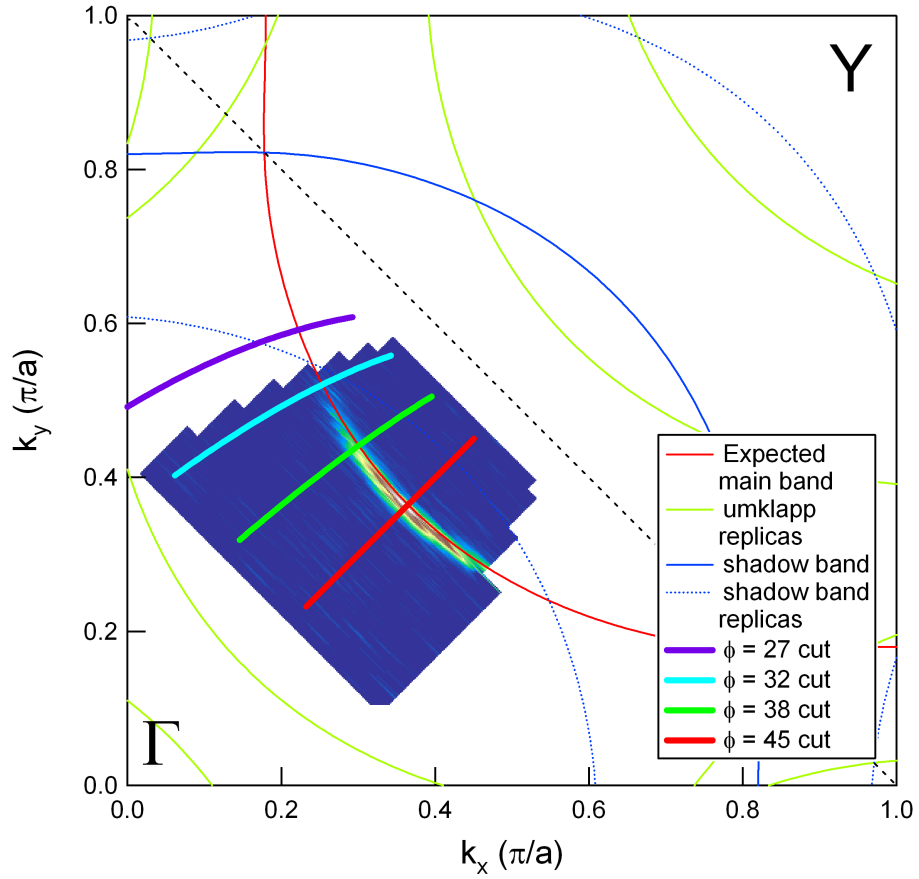 1.0
0.8
0.6
0.4
0.2
0.0
k_y (π/a)
Y
Γ
Expected
main band
umklapp
replicas
shadow band
shadow band
replicas
ϕ = 27 cut
ϕ = 32 cut
ϕ = 38 cut
ϕ = 45 cut
0.0 0.2 0.4 0.6 0.8 1.0
k_x (π/a)